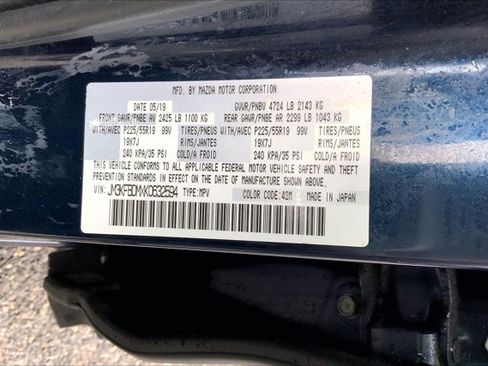 MFD. BY MAZDA MOTOR CORPORATION
DATE 05/19 GVWR/PNBV 4724 LB 2143 KG
FRONT GAWR/PNBE AV 2425 LB 1100 KG REAR GAWR/PNBE AR 2299 LB 1043 KG
WITH/AVEC P225/55R19 99V TIRES/PNEUS WITH/AVEC P225/55R19 99V TIRES/PNEUS
19X7J RIMS/JANTES 19X7J RIMS/JANTES
240 KPA/35 PSI COLD/A FROID 240 KPA/35 PSI COLD/A FROID
THIS VEHICLE CONFORMS TO ALL APPLICABLE FEDERAL MOTOR VEHICLE SAFETY
STANDARDS IN EFFECT ON THE DATE OF MANUFACTURE SHOWN ABOVE.
VIN: JM3KFBDMXK0632594 TYPE:MPV COLOR CODE:42M MADE IN JAPAN